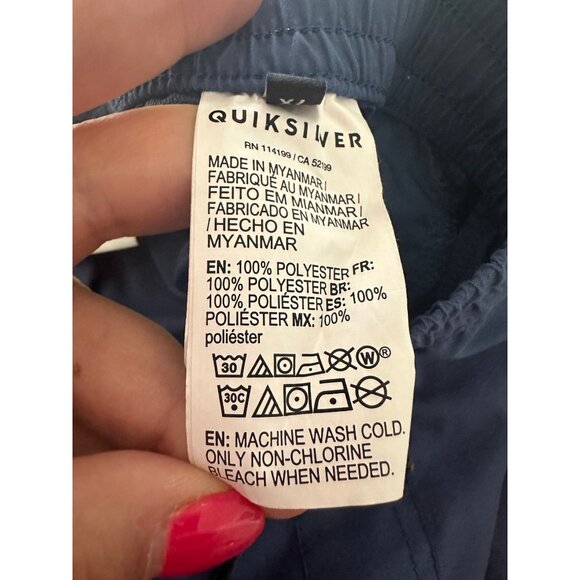 XL
QUIKSILVER
RN 114199 / CA 5299
MADE IN MYANMAR /
FABRIQUÉ AU MYANMAR /
FEITO EM MIANMAR /
FABRICADO EN MYANMAR
/ HECHO EN
MYANMAR
EN: 100% POLYESTER FR:
100% POLYESTER BR:
100% POLIÉSTER ES: 100%
POLIÉSTER MX: 100%
poliéster
30 W®
30C
EN: MACHINE WASH COLD.
ONLY NON-CHLORINE
BLEACH WHEN NEEDED.